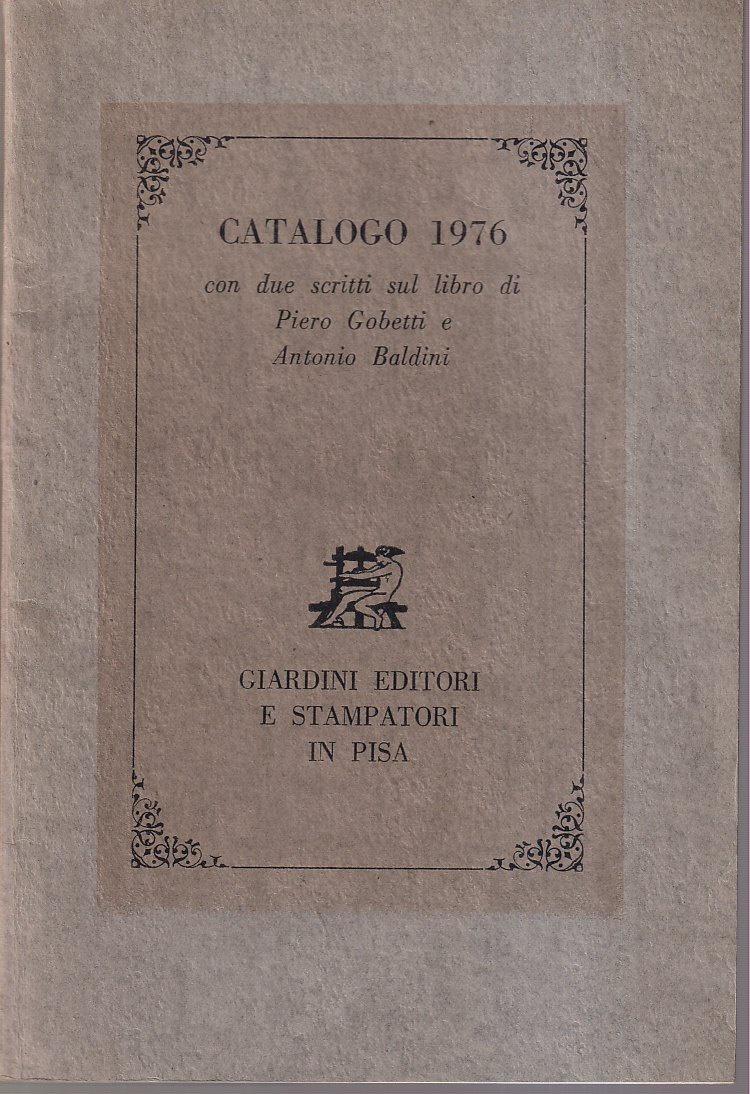 CATALOGO 1976
con due scritti sul libro di
Piero Gobetti e
Antonio Baldini
GIARDINI EDITORI
E STAMPATORI
IN PISA